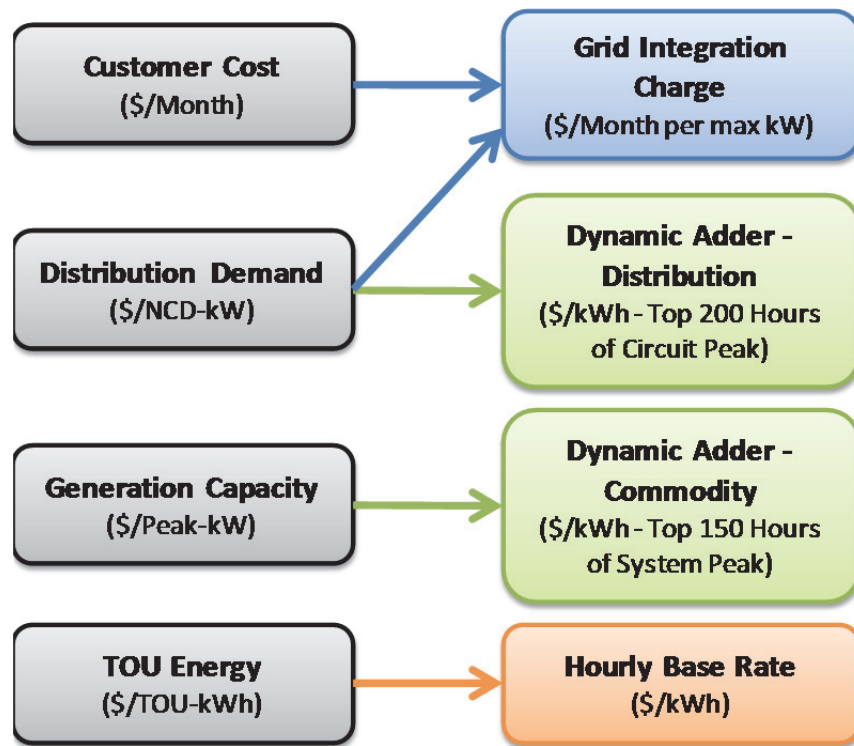 Customer Cost
($/Month)
Grid Integration
Charge
($/Month per max kW)
Distribution Demand
($/NCD-kW)
Dynamic Adder -
Distribution
($/kWh - Top 200 Hours
of Circuit Peak)
Generation Capacity
($/Peak-kW)
Dynamic Adder -
Commodity
($/kWh - Top 150 Hours
of System Peak)
TOU Energy
($/TOU-kWh)
Hourly Base Rate
($/kWh)